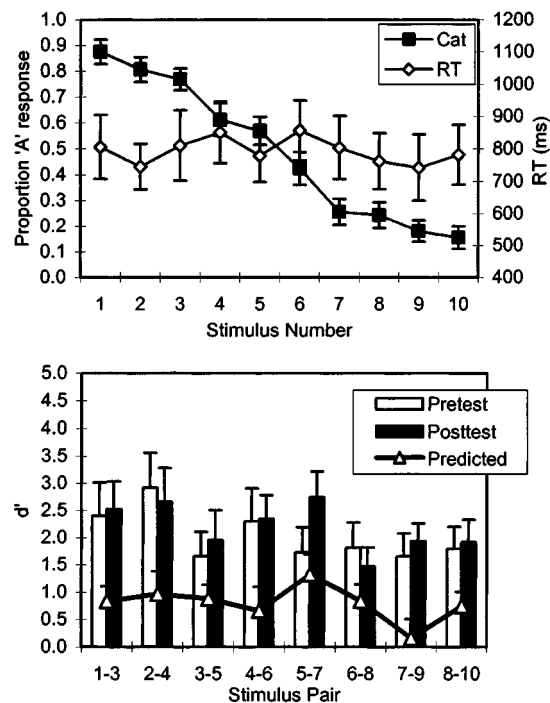 Proportion 'A' response
1.0
0.9
0.8
0.7
0.6
0.5
0.4
0.3
0.2
0.1
0.0
Cat
RT
1200
1100
1000
900
800
700
600
500
400
RT (ms)
1 2 3 4 5 6 7 8 9 10
Stimulus Number
d'
5.0
4.5
4.0
3.5
3.0
2.5
2.0
1.5
1.0
0.5
0.0
Pretest
Posttest
Predicted
1-3 2-4 3-5 4-6 5-7 6-8 7-9 8-10
Stimulus Pair